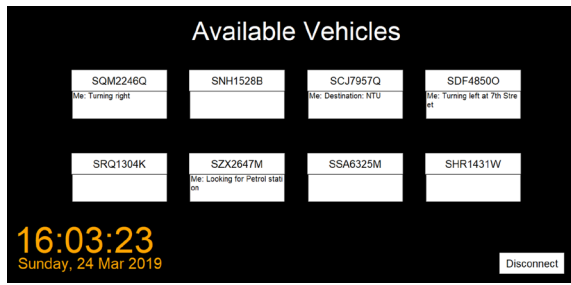 Available Vehicles
SQM2246Q
SNH1528B
SCJ7957Q
SDF4850O
Me: Turning right
Me: Destination: NTU
Me: Turning left at 7th Stre
et
SRQ1304K
SZX2647M
SSA6325M
SHR1431W
Me: Looking for Petrol stati
on
16:03:23
Sunday, 24 Mar 2019
Disconnect